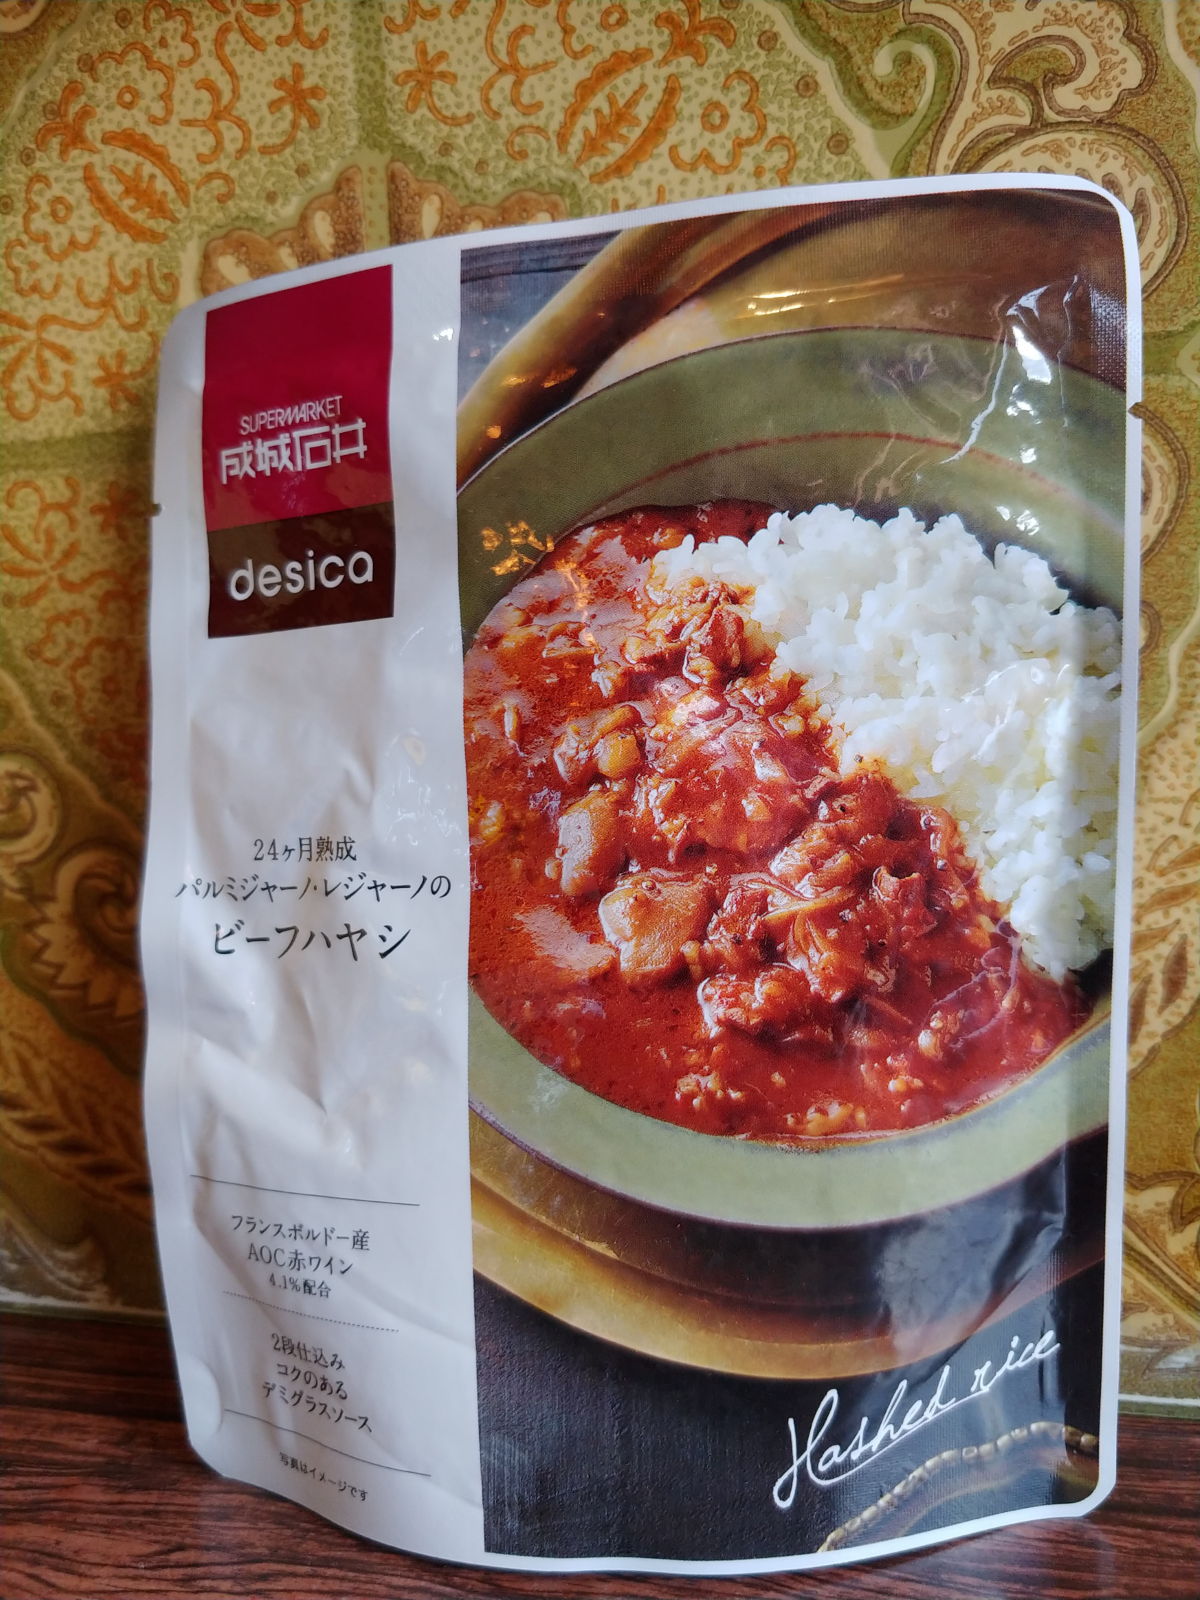 SUPERMARKET
成城石井
desica
24ヶ月熟成
パルミジャーノ・レジャーノの
ビーフハヤシ
フランスボルドー産
AOC赤ワイン
4.1%配合
2段仕込み
コクのある
デミグラスソース
写真はイメージです
Hashed rice